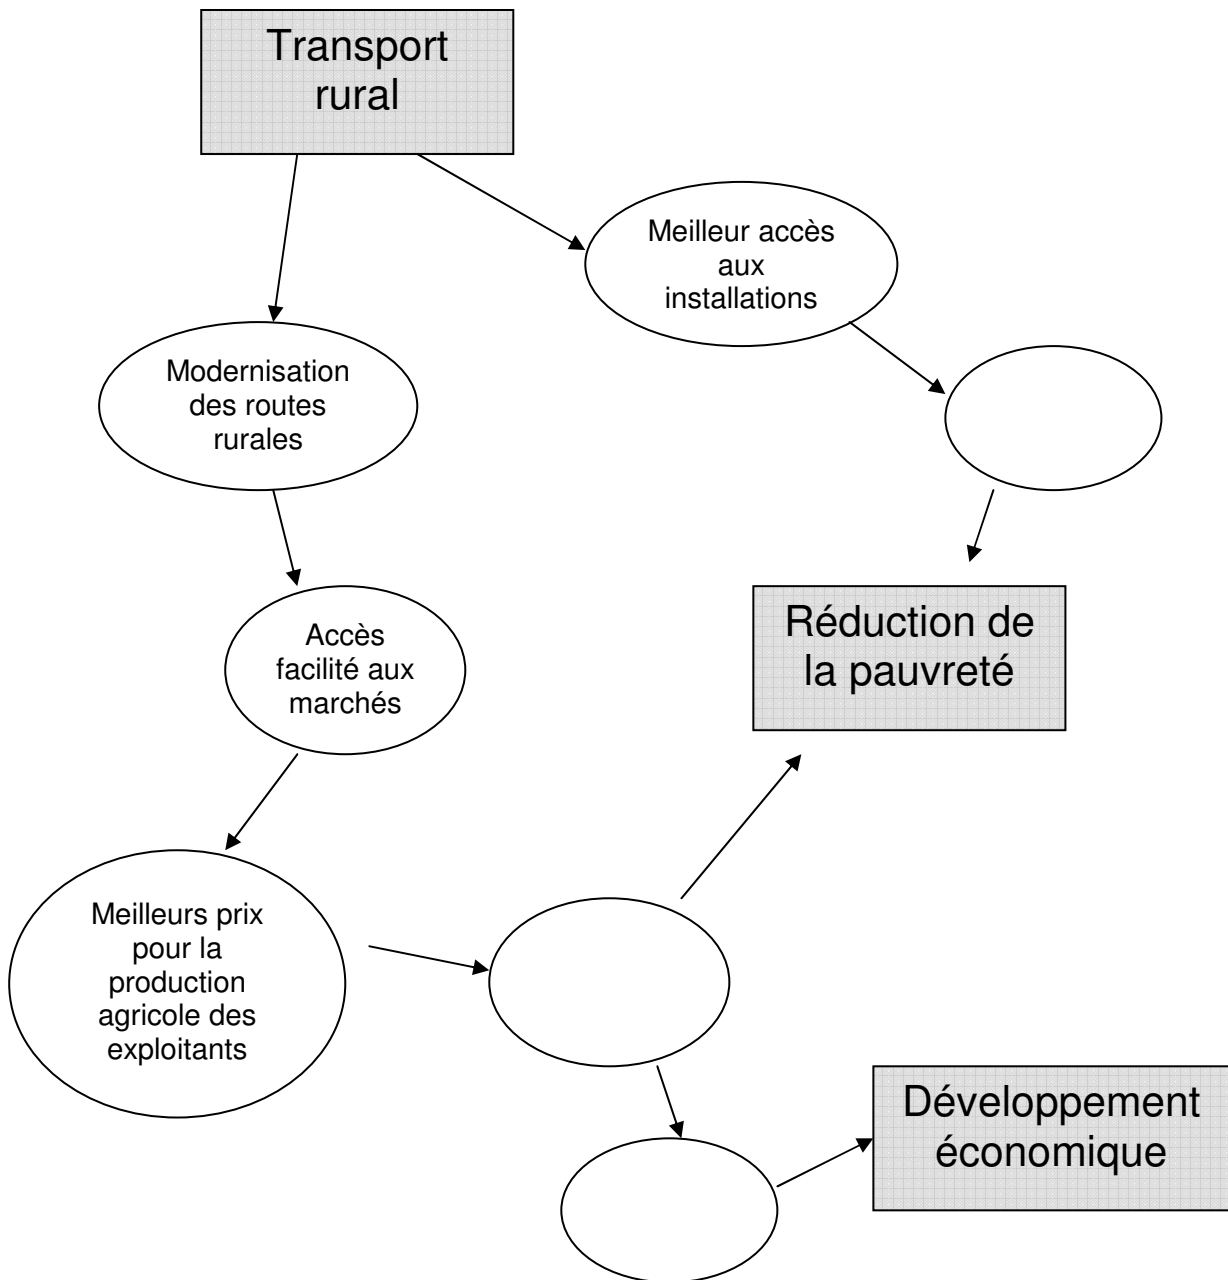 Transport
rural
Meilleur accès
aux
installations
Modernisation
des routes
rurales
Accès
facilité aux
marchés
Réduction de
la pauvreté
Meilleurs prix
pour la
production
agricole des
exploitants
Développement
économique